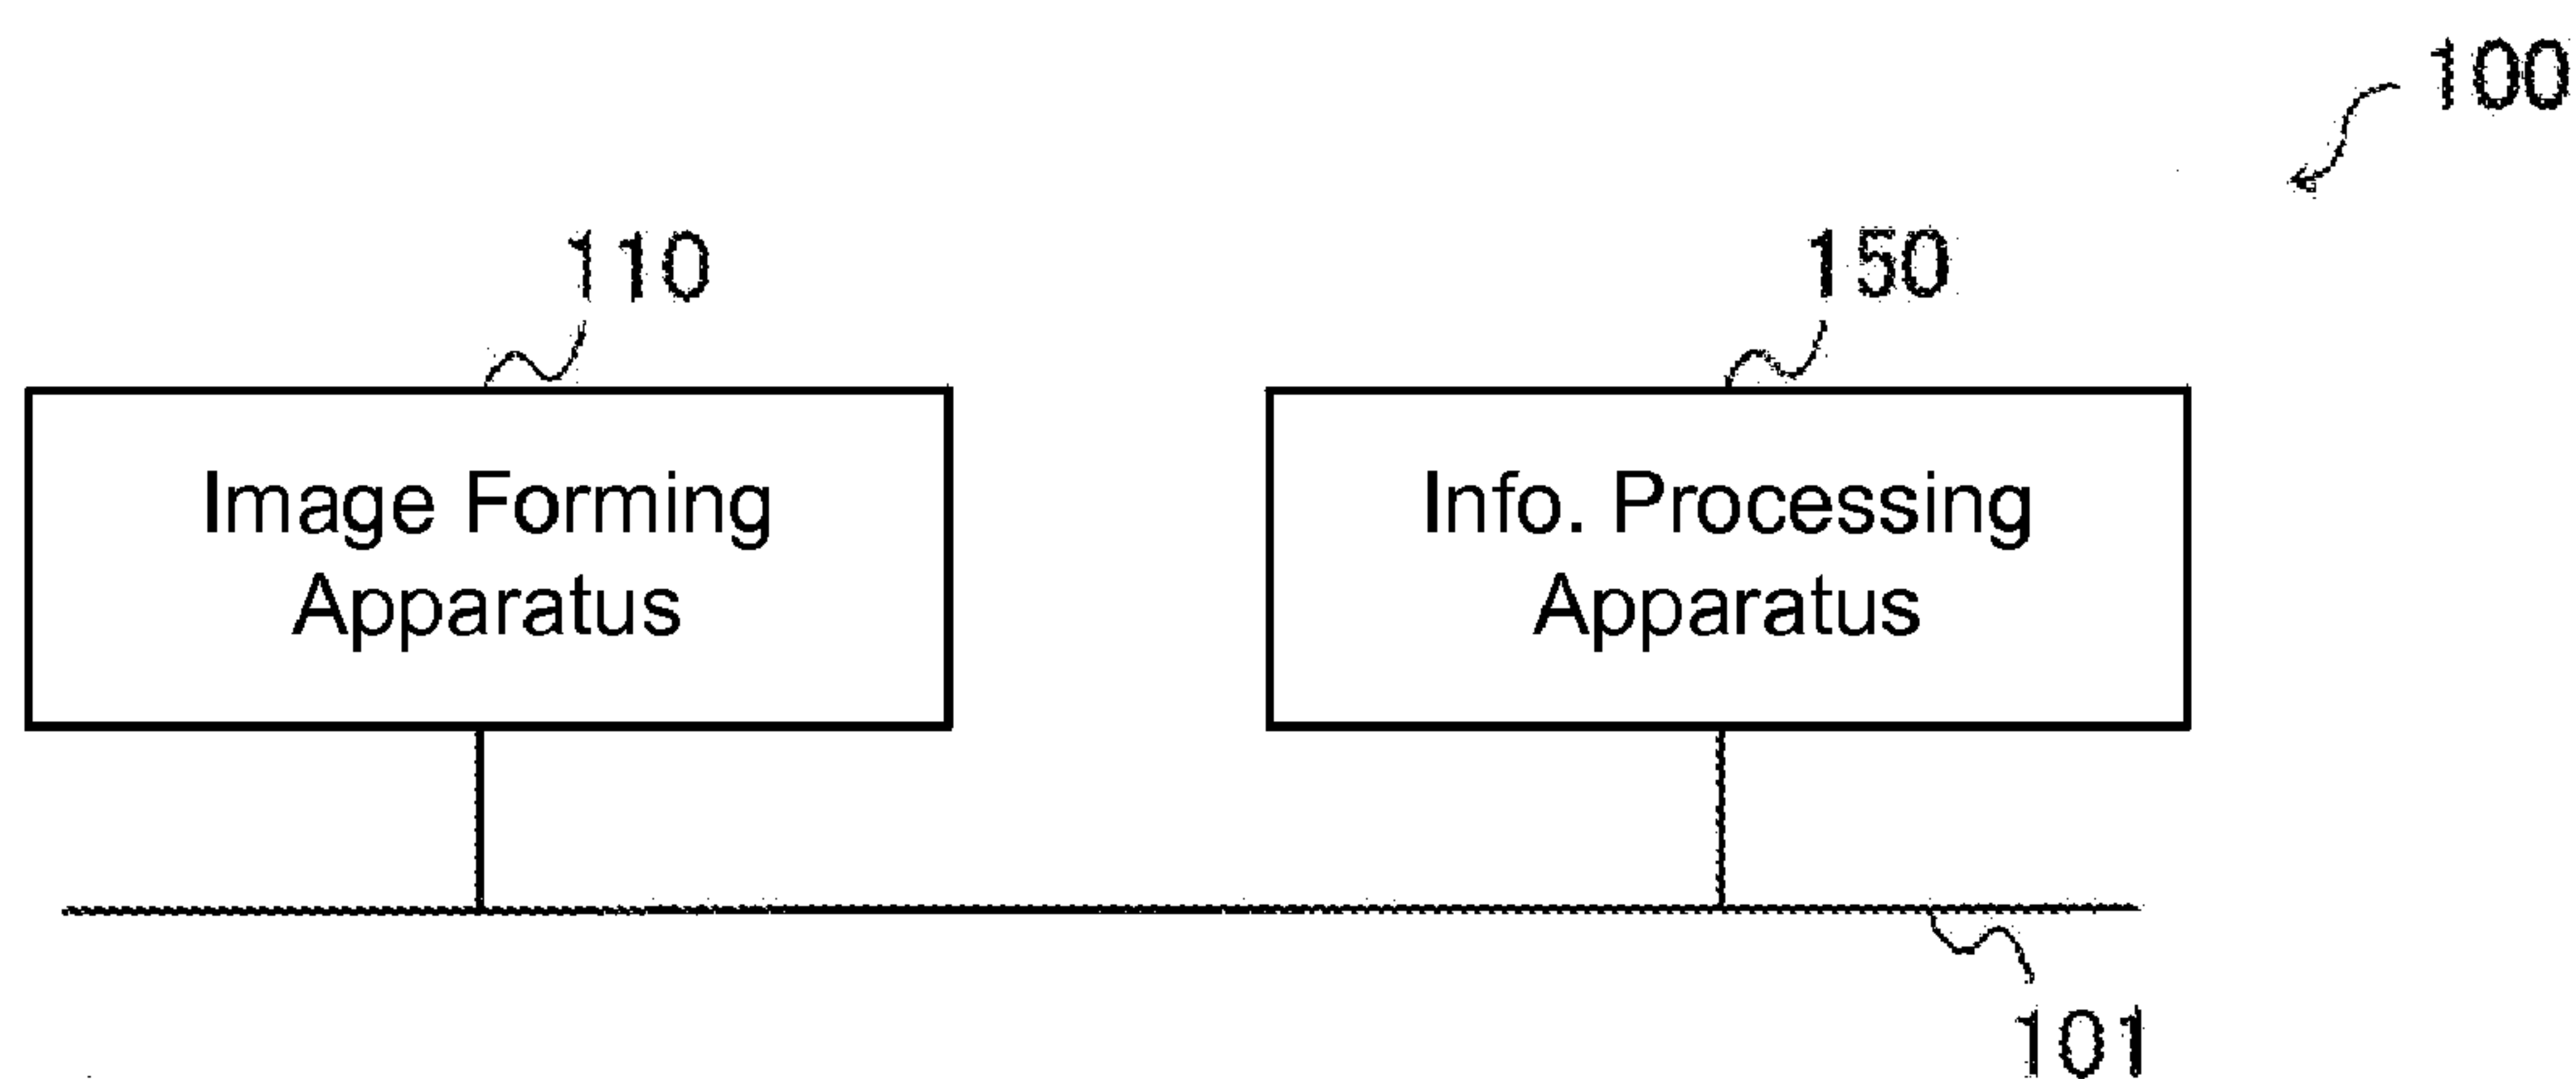 100
110
150
Image Forming
Apparatus
Info. Processing
Apparatus
101